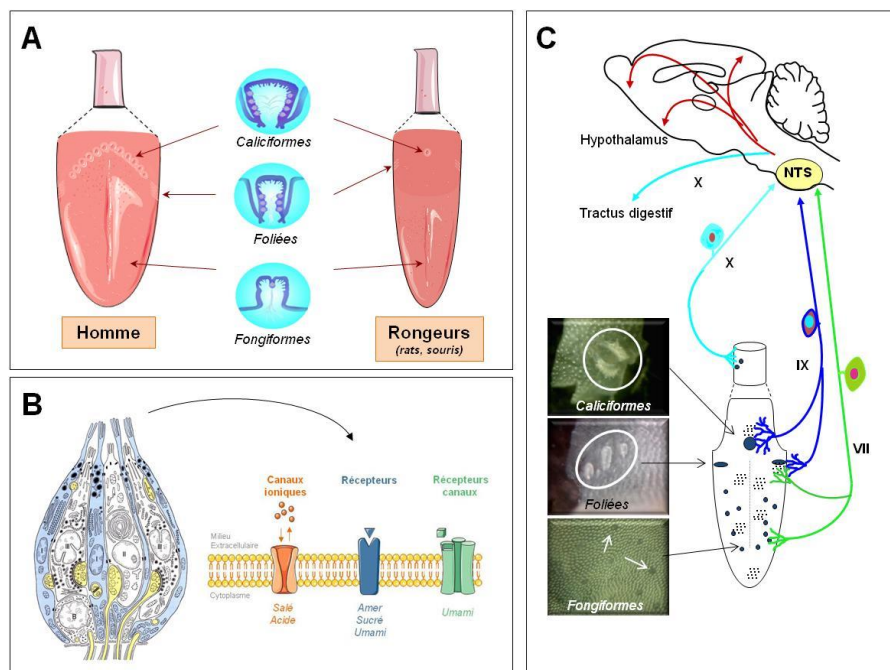 A
Caliciformes
Foliées
Fongiformes
Homme
Rongeurs
(rats, souris)
B
Canaux
ioniques
Récepteurs
Récepteurs
canaux
Milieu
Extracellulaire
Cytoplasme
Salé
Acide
Amer
Sucré
Umami
Umami
C
Hypothalamus
NTS
X
Tractus digestif
X
IX
VII
Caliciformes
Foliées
Fongiformes